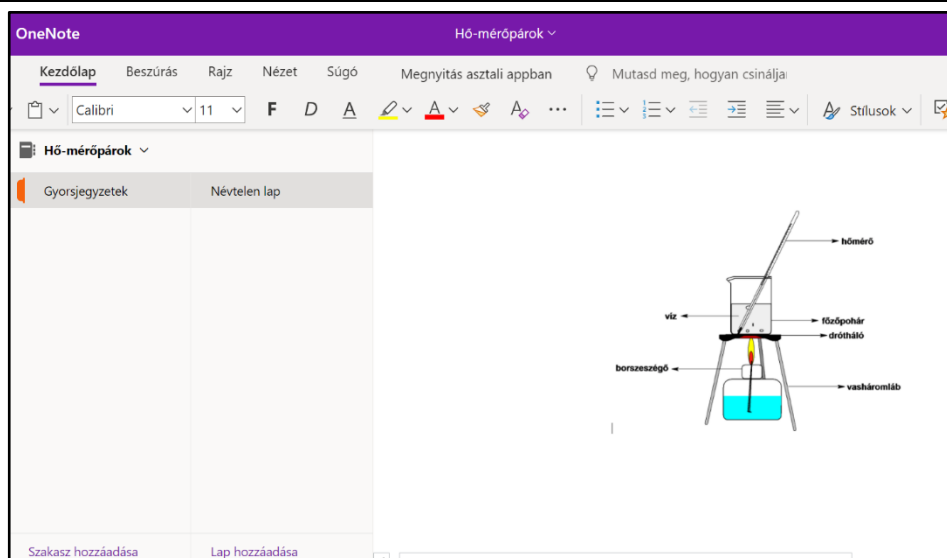 OneNote
Hő-mérőpárok
Kezdőlap Beszúrás Rajz Nézet Súgó Megnyitás asztali appban Mutasd meg, hogyan csinálja
Calibri 11 F D A A A Stílusok
Hő-mérőpárok
Gyorsjegyzetek Névtelen lap
hőmérő
víz
főzőpohár
drótháló
borszeszégő
vasháromláb
Szakasz hozzáadása Lap hozzáadása